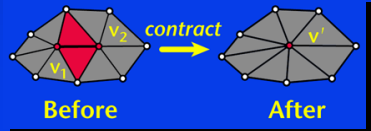 v₂
contract
v'
v₁
Before
After